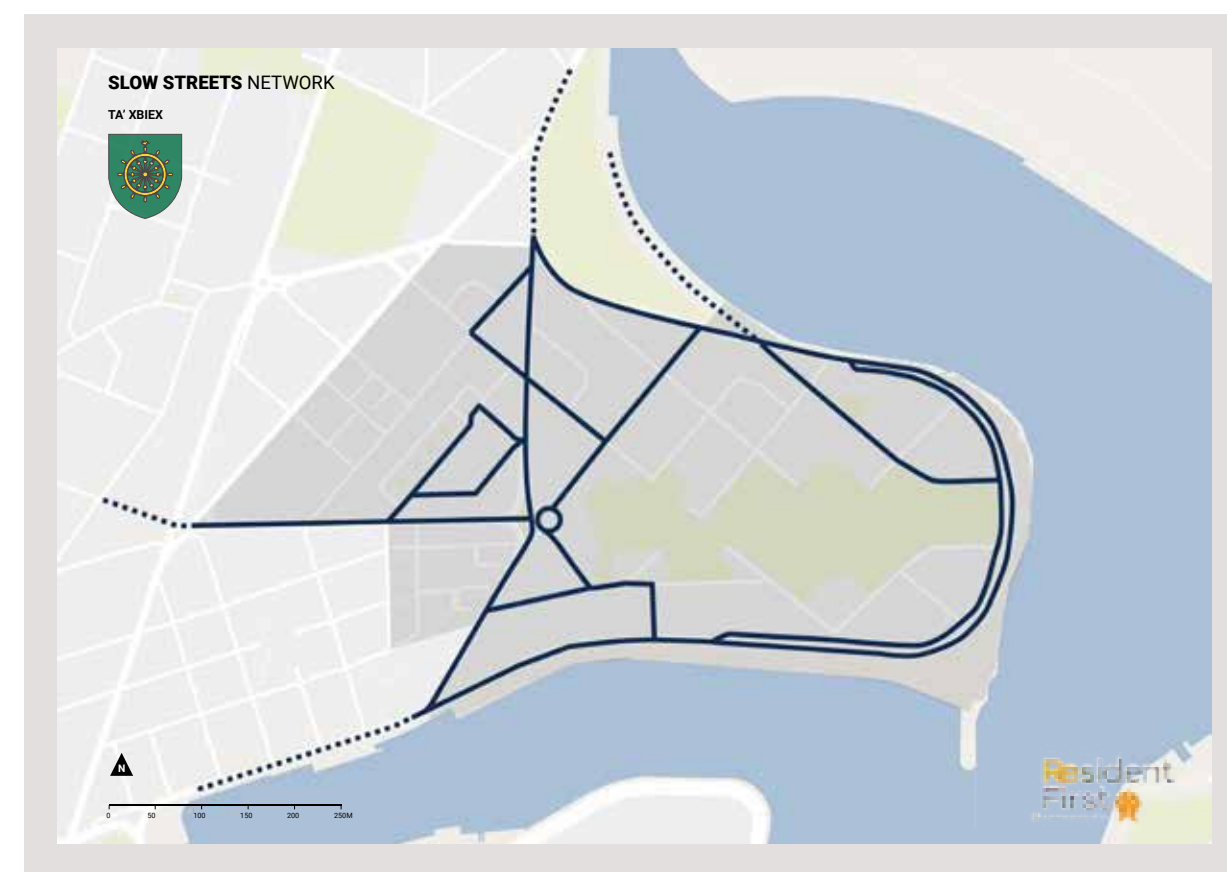 SLOW STREETS NETWORK
TA' XBIEX
N
0 50 100 150 200 250M
Resident
First